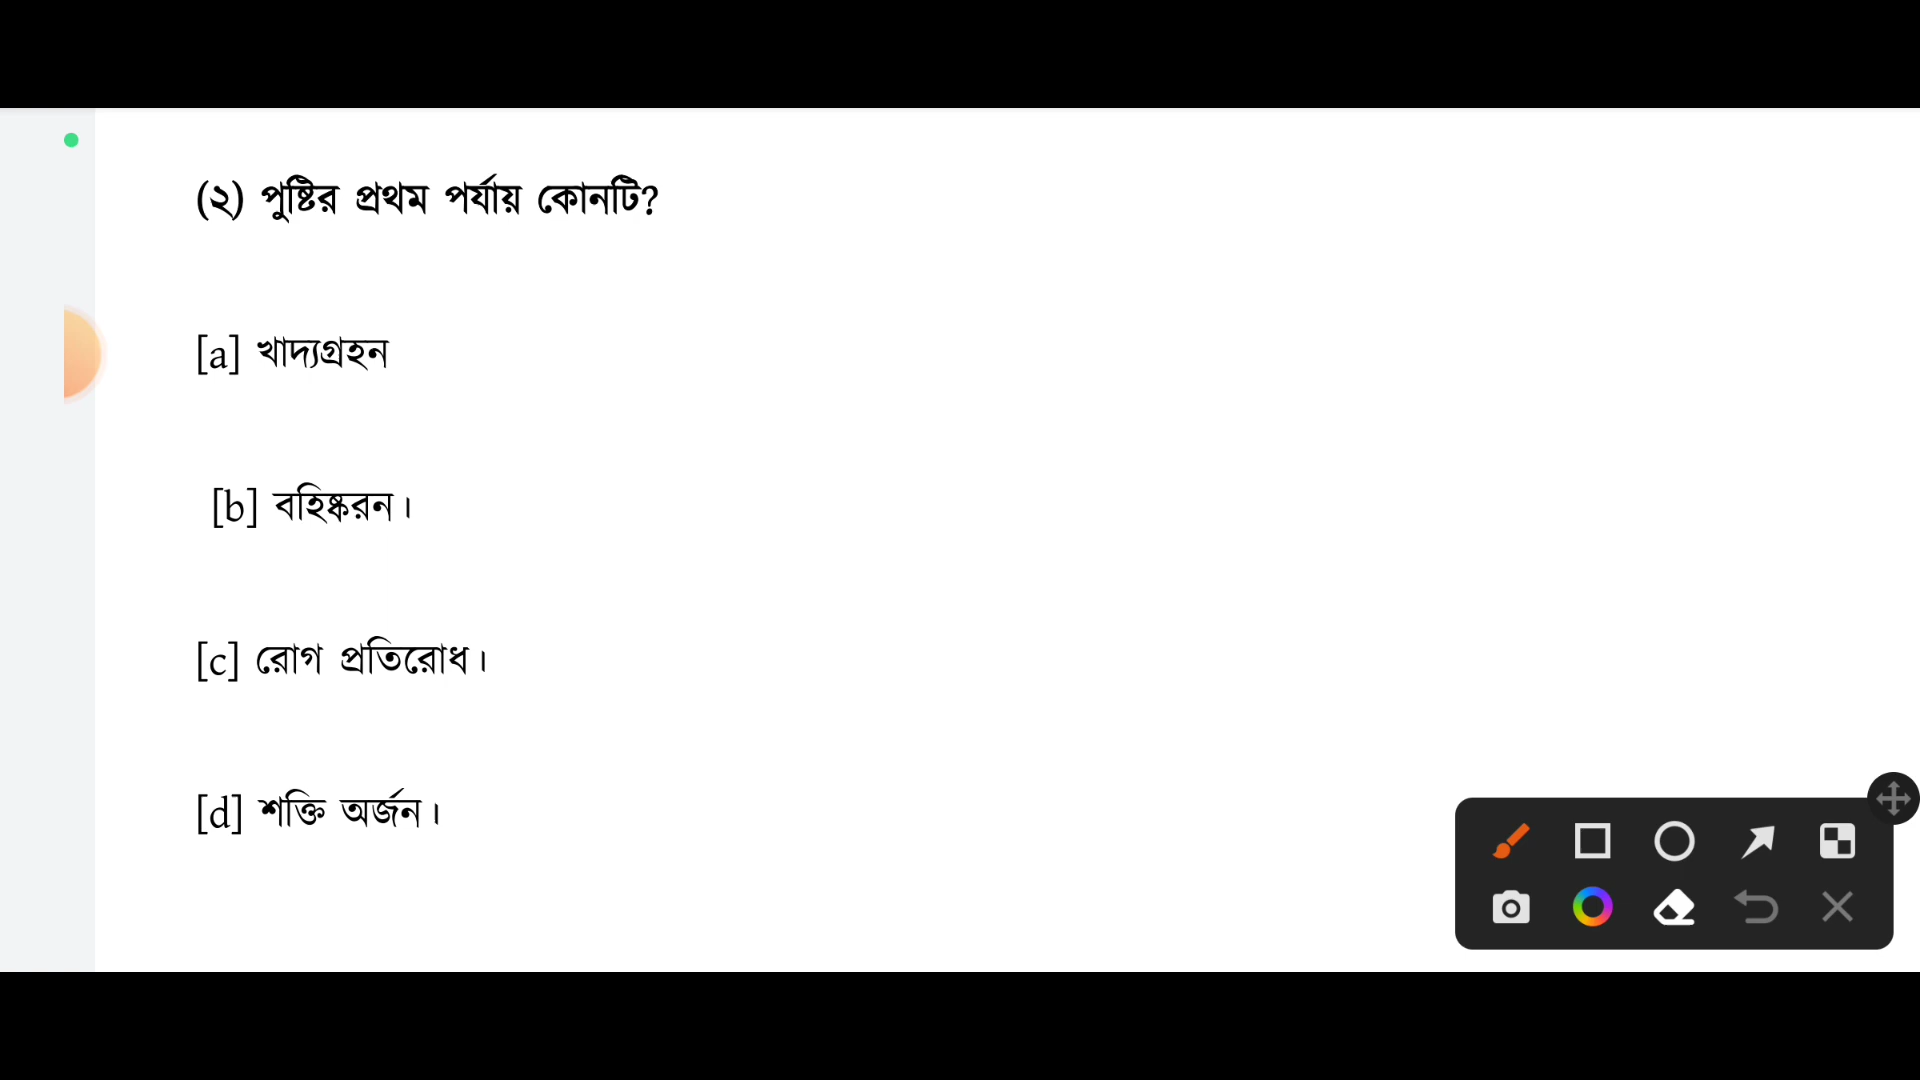 (২) পুষ্টির প্রথম পর্যায় কোনটি?
[a] খাদ্যগ্রহন
[b] বহিষ্করন।
[c] রোগ প্রতিরোধ।
[d] শক্তি অর্জন।